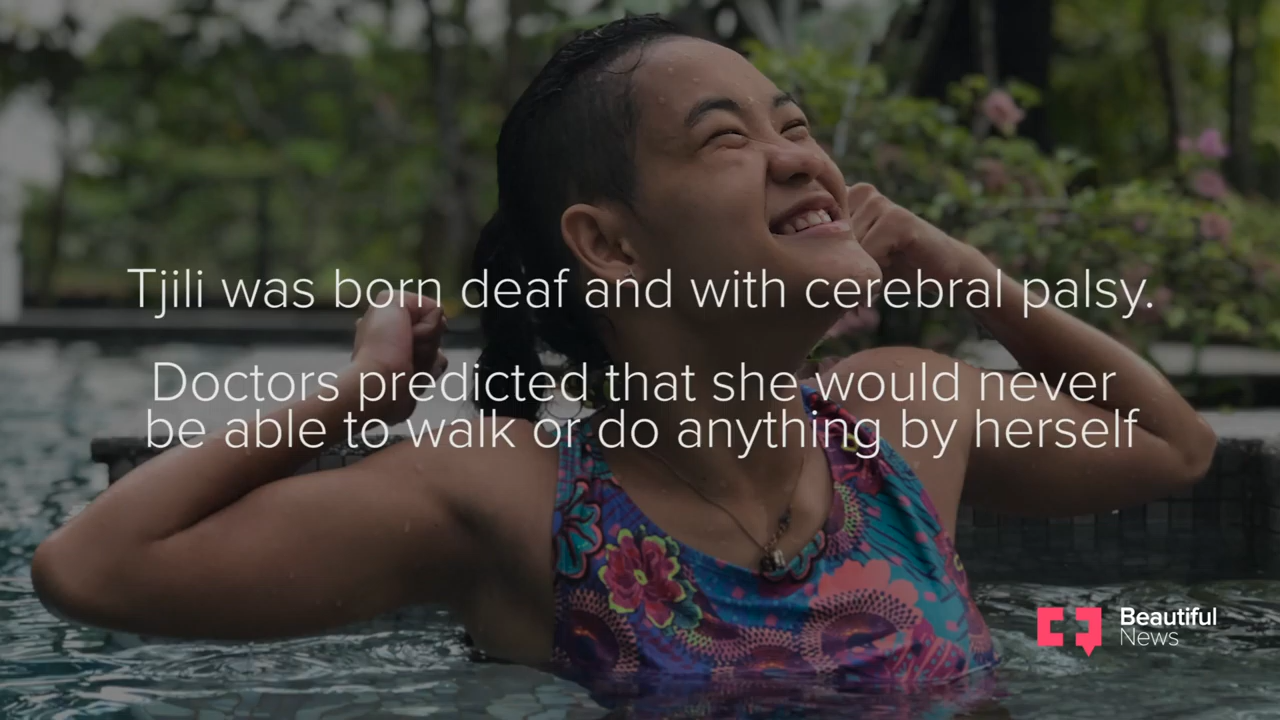 Tjili was born deaf and with cerebral palsy.
Doctors predicted that she would never
be able to walk or do anything by herself
Beautiful
News